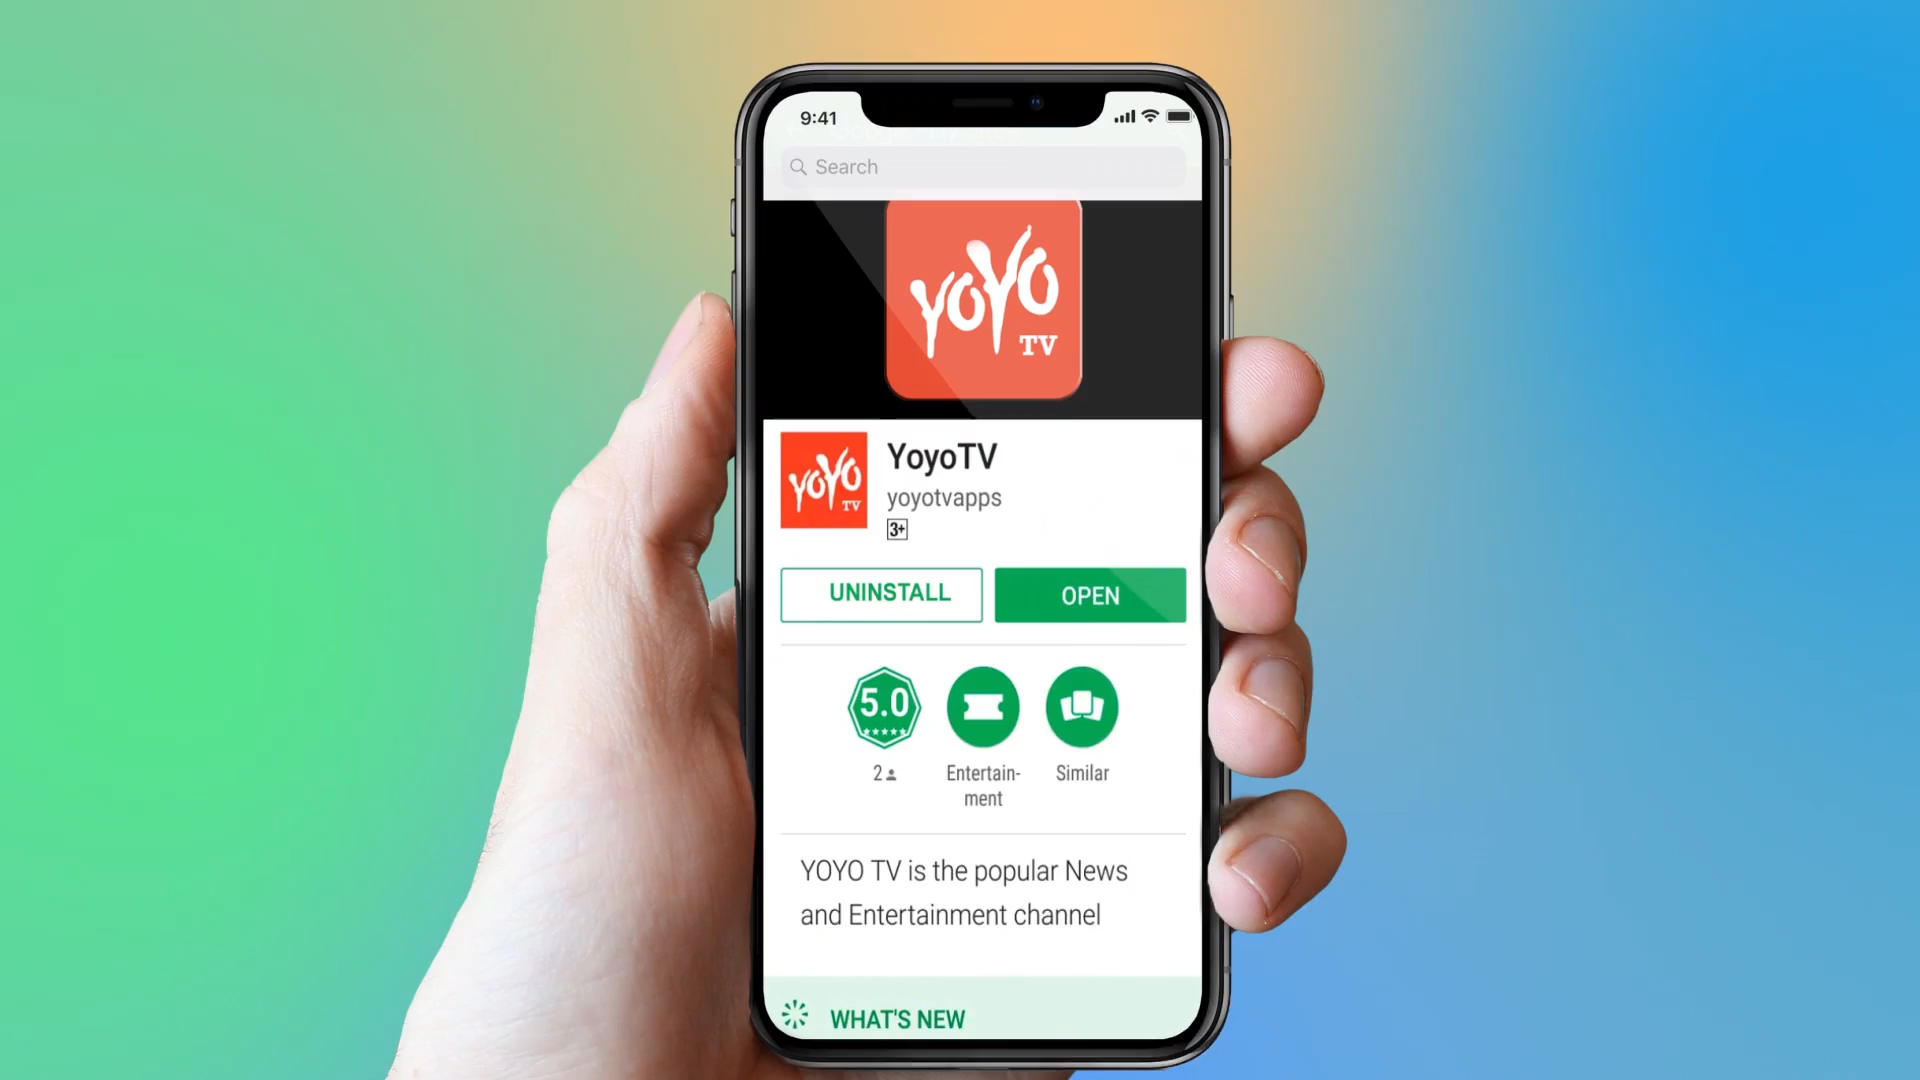 9:41
Search
YOYO
TV
YOYO
TV
YoyoTV
yoyotvapps
3+
UNINSTALL
OPEN
5.0
2
Entertain-
ment
Similar
YOYO TV is the popular News
and Entertainment channel
WHAT'S NEW